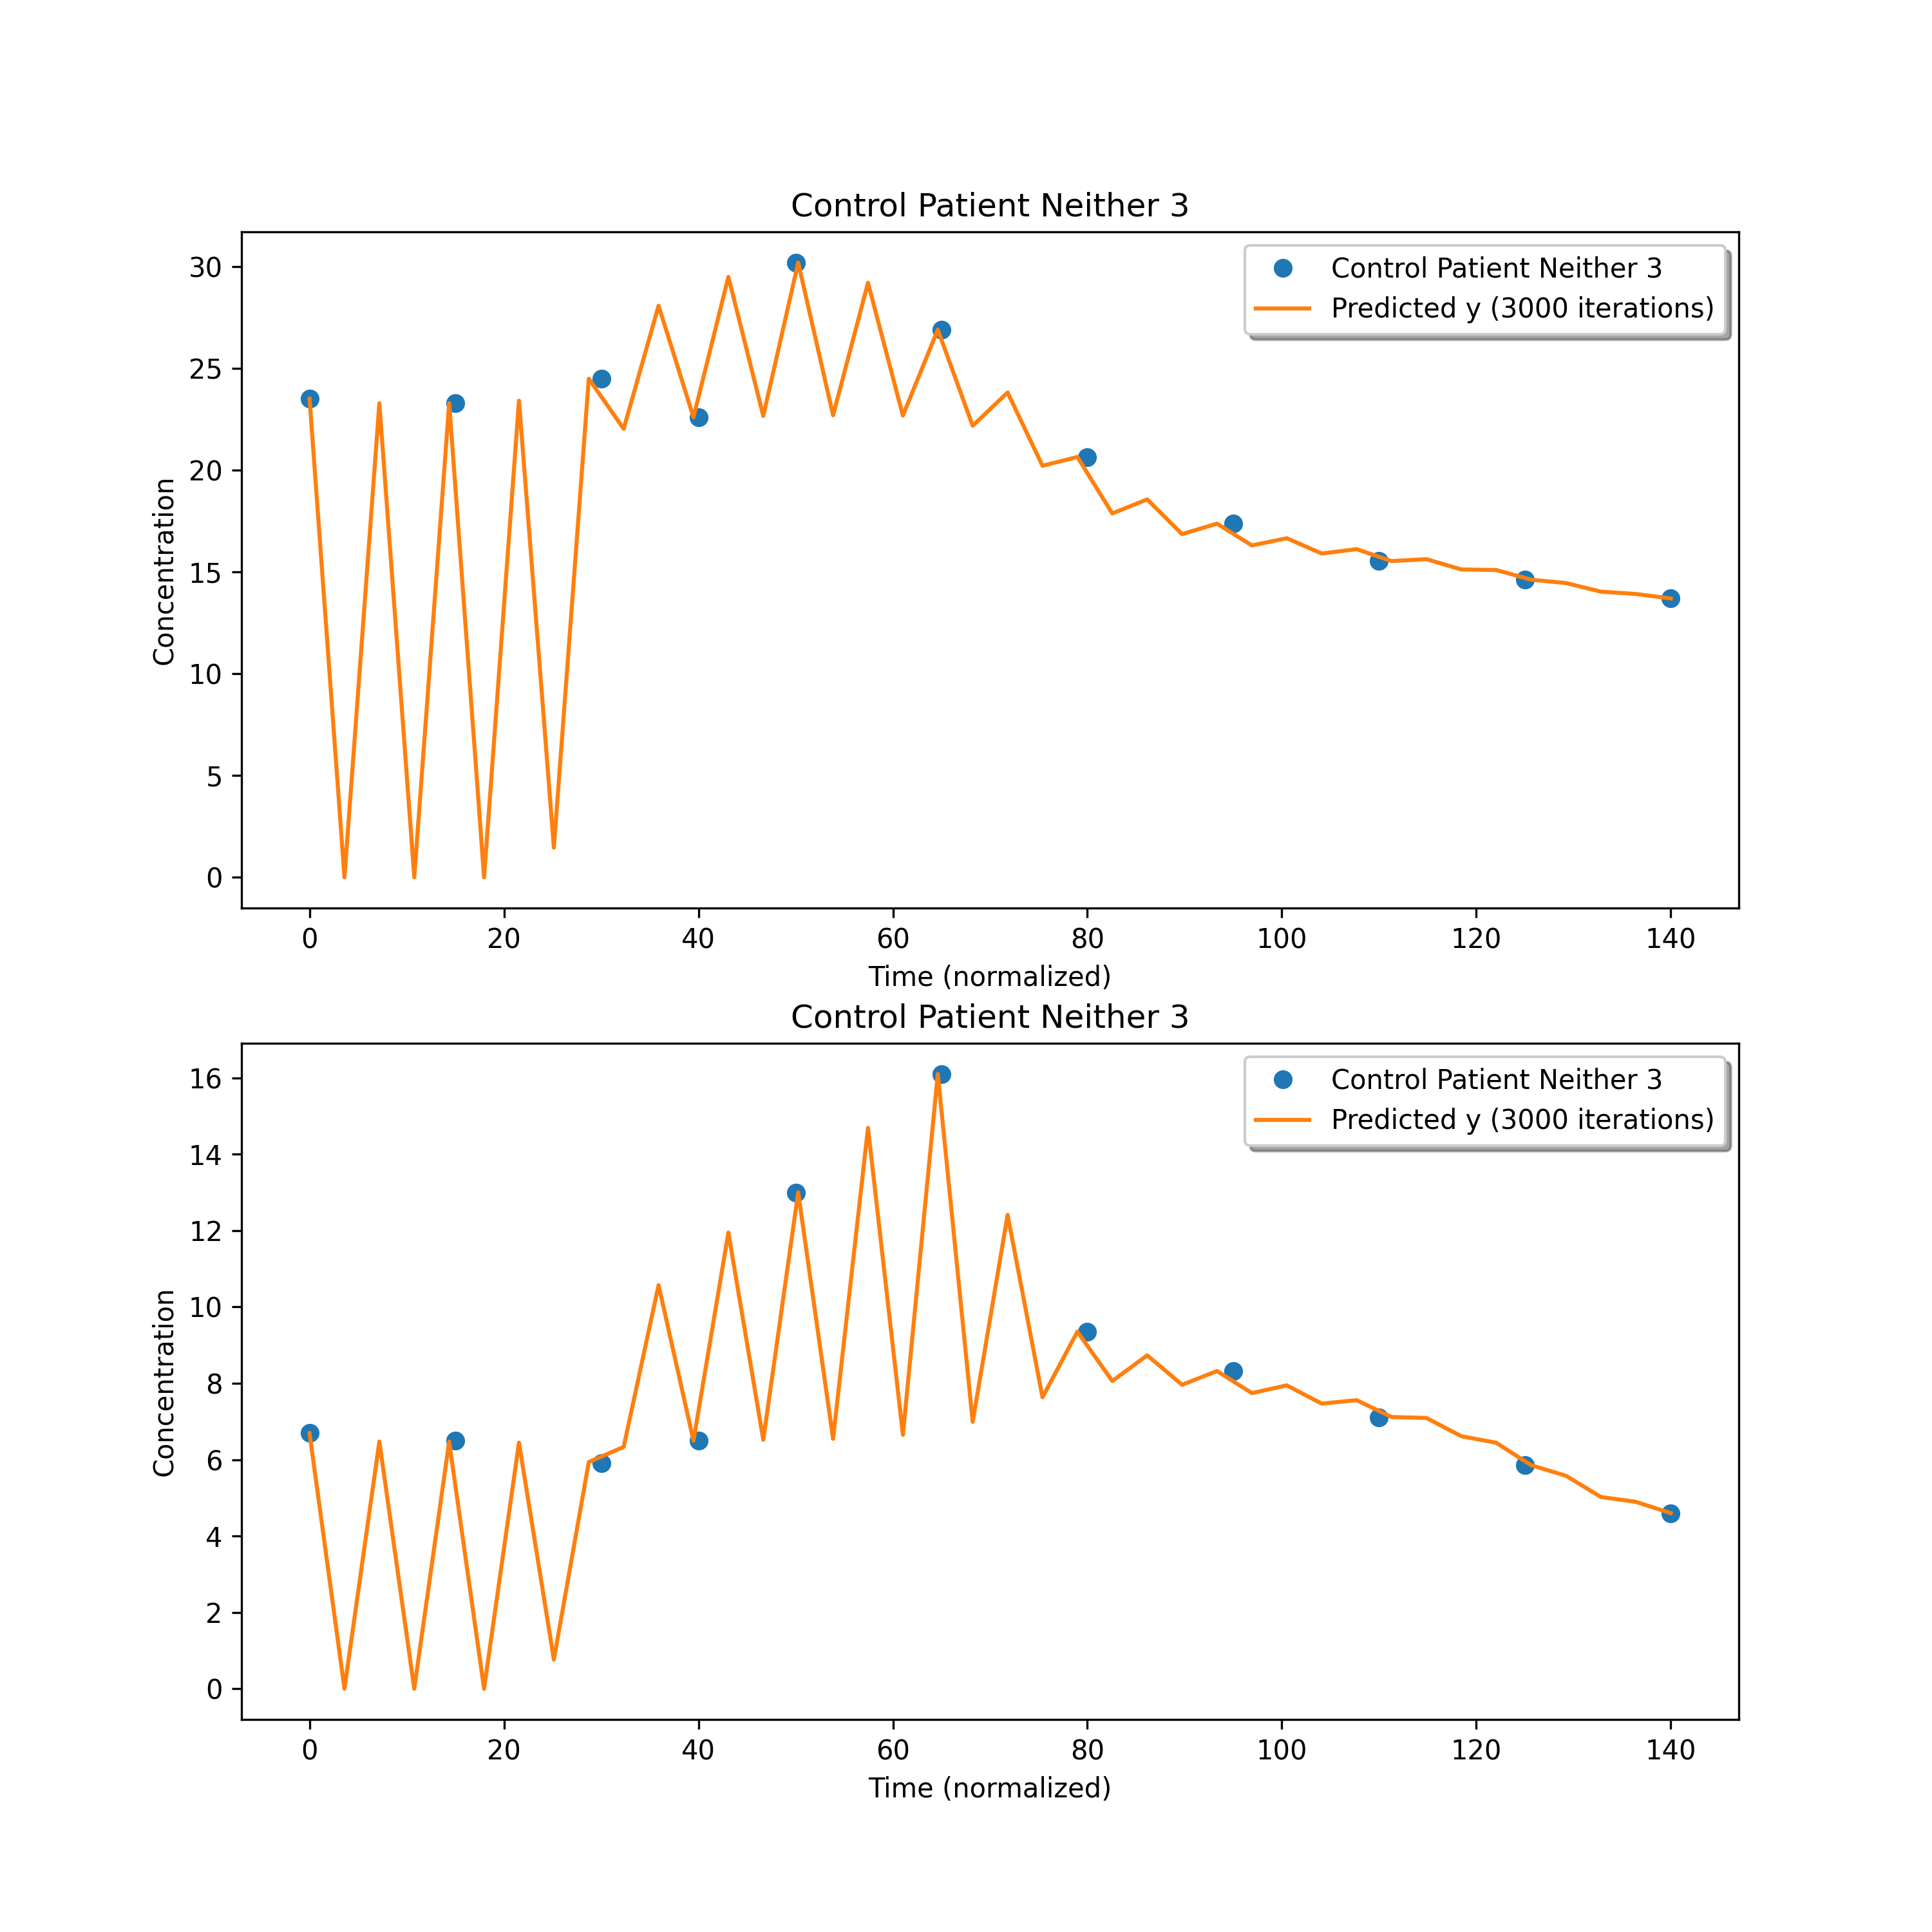 Control Patient Neither 3
Control Patient Neither 3
Predicted y (3000 iterations)
30
25
20
15
10
5
0
Concentration
0 20 40 60 80 100 120 140
Time (normalized)
Control Patient Neither 3
Control Patient Neither 3
Predicted y (3000 iterations)
16
14
12
10
8
6
4
2
0
Concentration
0 20 40 60 80 100 120 140
Time (normalized)